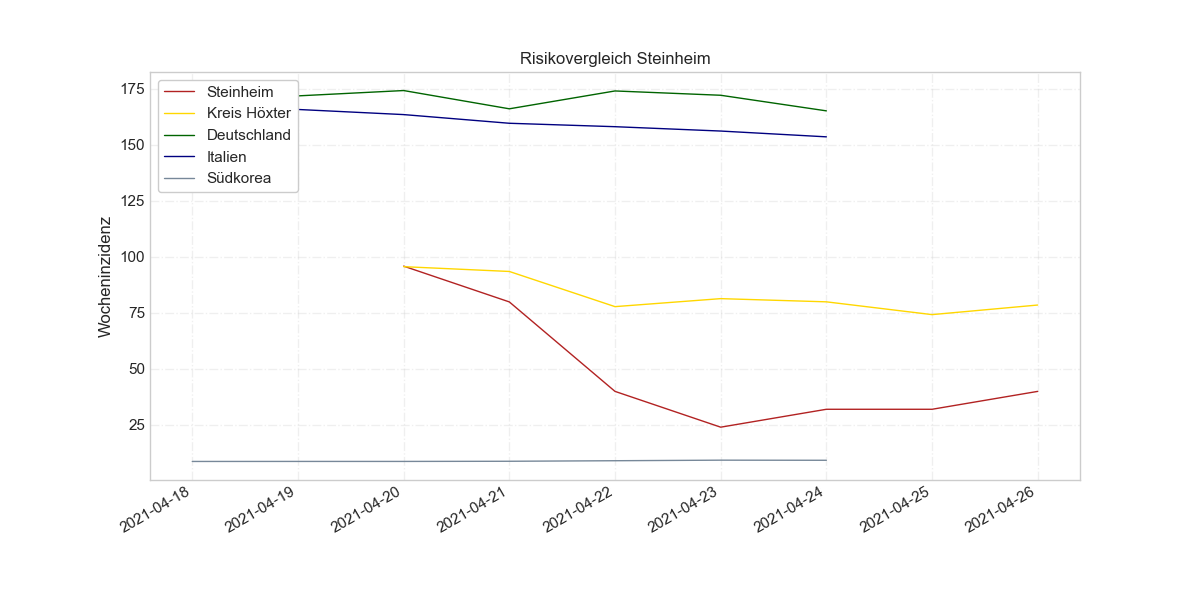 Risikovergleich Steinheim
Steinheim
Kreis Höxter
Deutschland
Italien
Südkorea
Wocheninzidenz
175
150
125
100
75
50
25
2021-04-18
2021-04-19
2021-04-20
2021-04-21
2021-04-22
2021-04-23
2021-04-24
2021-04-25
2021-04-26